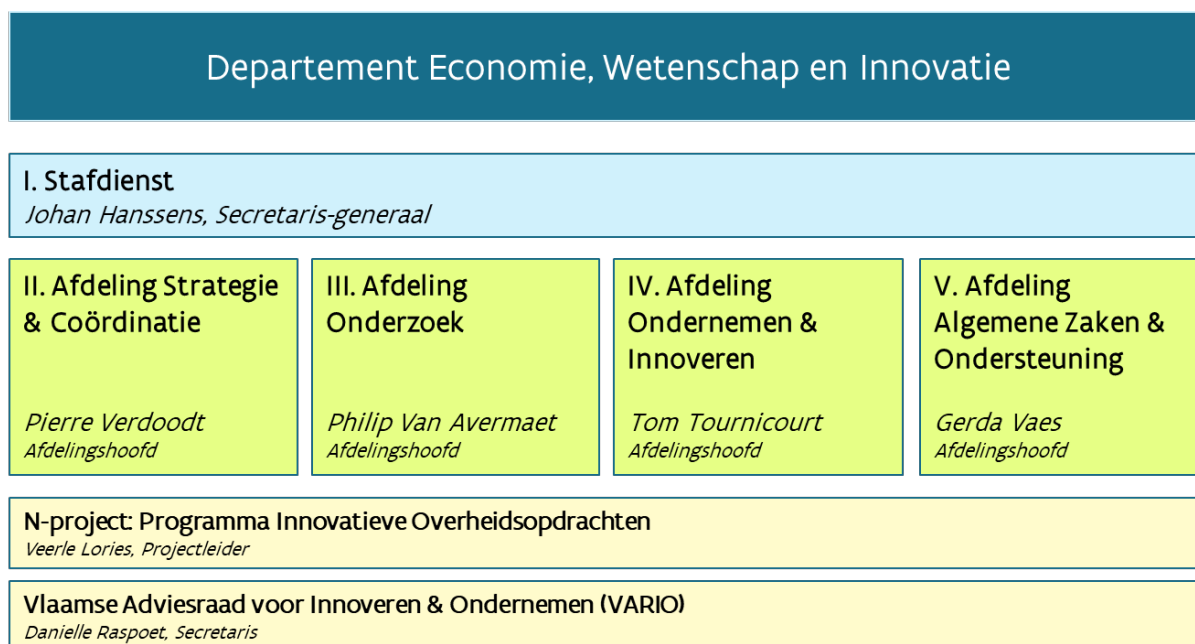 Departement Economie, Wetenschap en Innovatie
I. Stafdienst
Johan Hanssens, Secretaris-generaal
II. Afdeling Strategie
& Coördinatie
Pierre Verdoodt
Afdelingshoofd
III. Afdeling
Onderzoek
Philip Van Avermaet
Afdelingshoofd
IV. Afdeling
Ondernemen &
Innoveren
Tom Tournicourt
Afdelingshoofd
V. Afdeling
Algemene Zaken &
Ondersteuning
Gerda Vaes
Afdelingshoofd
N-project: Programma Innovatieve Overheidsopdrachten
Veerle Lories, Projectleider
Vlaamse Adviesraad voor Innoveren & Ondernemen (VARIO)
Danielle Raspoet, Secretaris